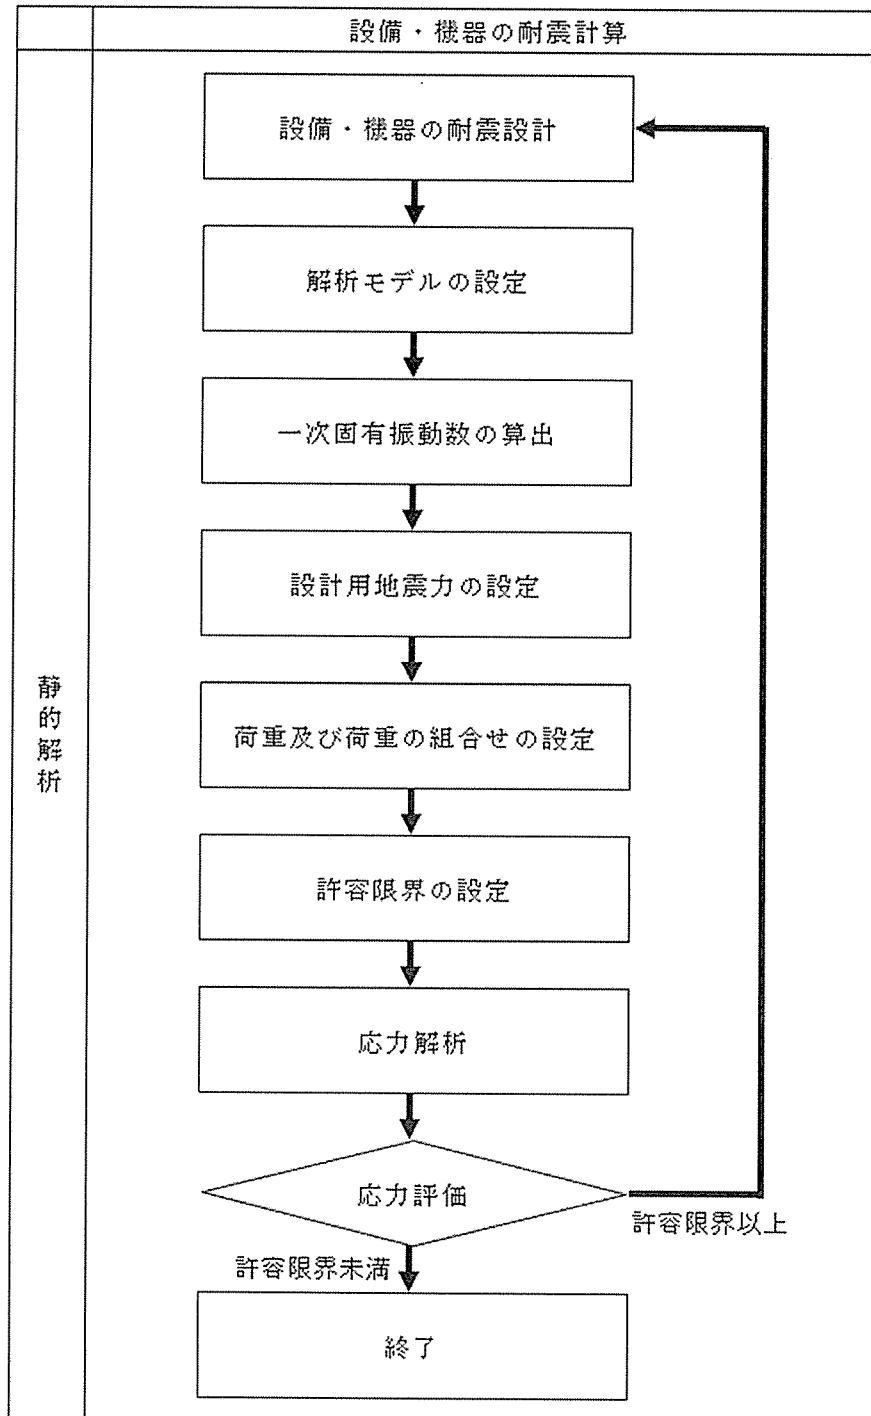 設備・機器の耐震計算
設備・機器の耐震設計
解析モデルの設定
一次固有振動数の算出
設計用地震力の設定
荷重及び荷重の組合せの設定
許容限界の設定
応力解析
応力評価
許容限界以上
許容限界未満
終了
静的解析